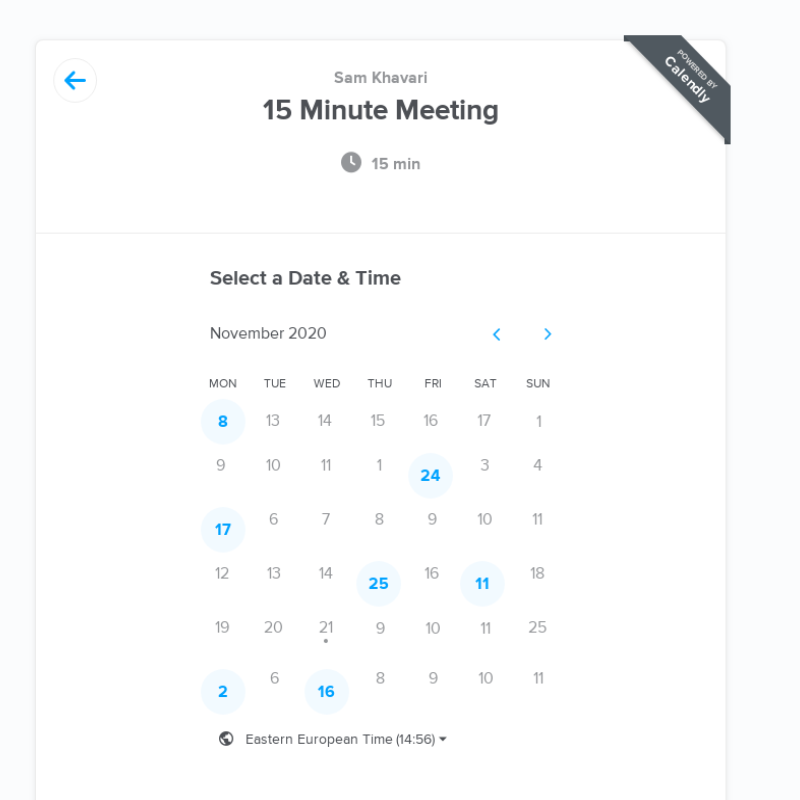 POWERED BY
Calendly
Sam Khavari
15 Minute Meeting
15 min
Select a Date & Time
November 2020
MON TUE WED THU FRI SAT SUN
8 13 14 15 16 17 1
9 10 11 1 24 3 4
17 6 7 8 9 10 11
12 13 14 25 16 11 18
19 20 21 9 10 11 25
2 6 16 8 9 10 11
Eastern European Time (14:56)